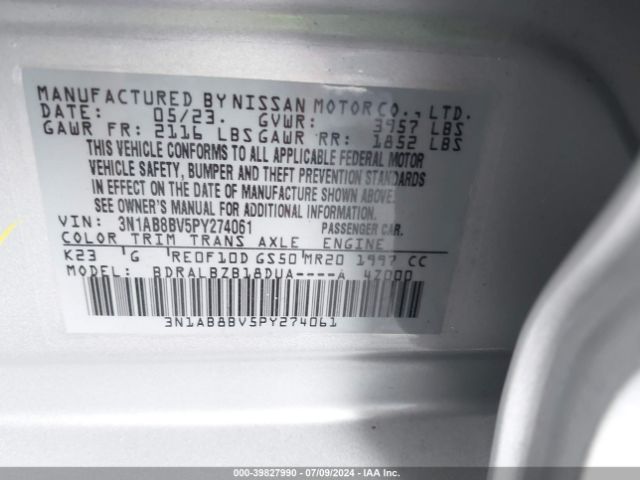 MANUFACTURED BY NISSAN MOTOR CO., LTD.
DATE: 05/23. GVWR: 3957 LBS
GAWR FR: 2116 LBS GAWR RR: 1852 LBS
THIS VEHICLE CONFORMS TO ALL APPLICABLE FEDERAL MOTOR
VEHICLE SAFETY, BUMPER AND THEFT PREVENTION STANDARDS
IN EFFECT ON THE DATE OF MANUFACTURE SHOWN ABOVE.
SEE OWNER'S MANUAL FOR ADDITIONAL INFORMATION.
VIN: 3N1AB8BV5PY274061 PASSENGER CAR.
COLOR TRIM TRANS AXLE ENGINE
K23 G RE0F10D GS50 MR20 1997 CC
MODEL: BDRALBZB18DUA----A 4Z000
3N1AB8BV5PY274061
000-39827990 / 07/09/2024 - IAA Inc.